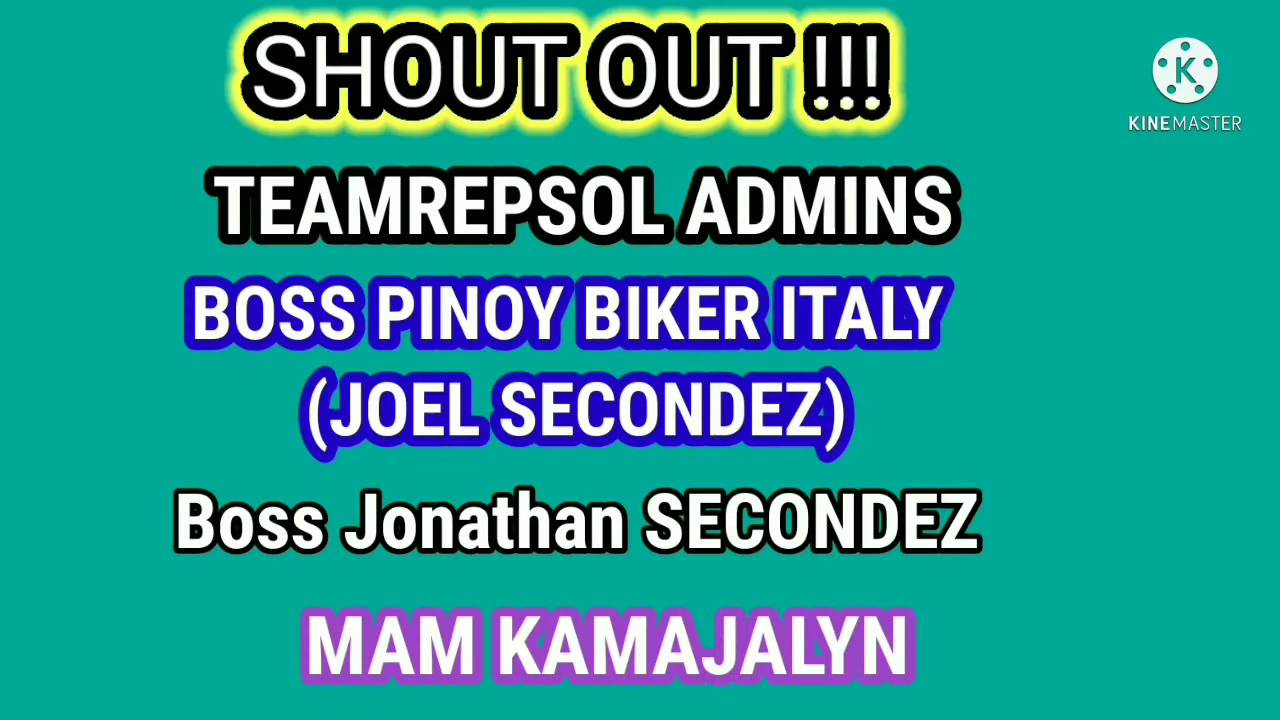 SHOUT OUT !!!
K
KINEMASTER
TEAMREPSOL ADMINS
BOSS PINOY BIKER ITALY
(JOEL SECONDEZ)
Boss Jonathan SECONDEZ
MAM KAMAJALYN